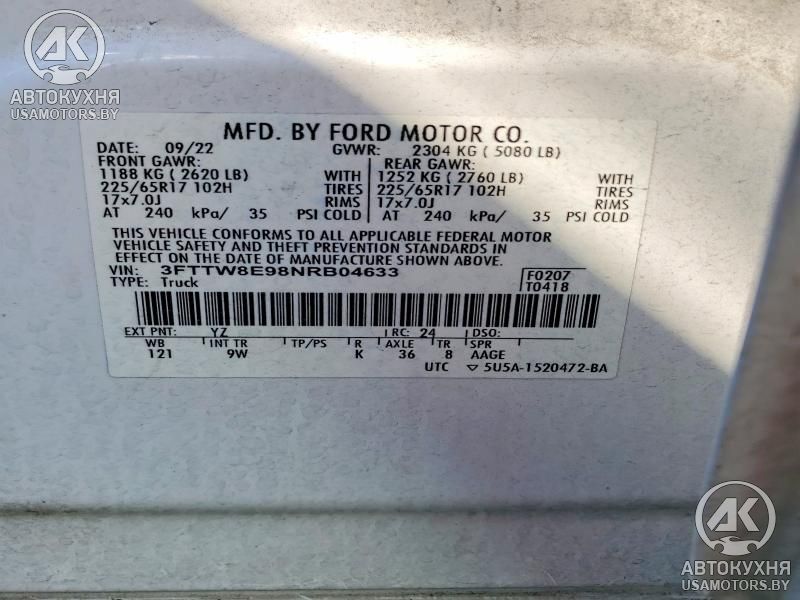 AK
АВТОКУХНЯ
USAMOTORS.BY
MFD. BY FORD MOTOR CO.
DATE: 09/22 GVWR: 2304 KG ( 5080 LB)
FRONT GAWR: REAR GAWR:
1188 KG ( 2620 LB) WITH 1252 KG ( 2760 LB) WITH
225/65R17 102H TIRES 225/65R17 102H TIRES
17x7.0J RIMS 17x7.0J RIMS
AT 240 kPa/ 35 PSI COLD AT 240 kPa/ 35 PSI COLD
THIS VEHICLE CONFORMS TO ALL APPLICABLE FEDERAL MOTOR
VEHICLE SAFETY AND THEFT PREVENTION STANDARDS IN
EFFECT ON THE DATE OF MANUFACTURE SHOWN ABOVE.
VIN: 3FTTW8E98NRB04633 F0207
TYPE: Truck T0418
EXT PNT: YZ RC: 24 DSO:
WB INT TR TP/PS R AXLE TR SPR
121 9W K 36 8 AAGE
UTC ▽ 5U5A-1520472-BA
AK
АВТОКУХНЯ
USAMOTORS.BY